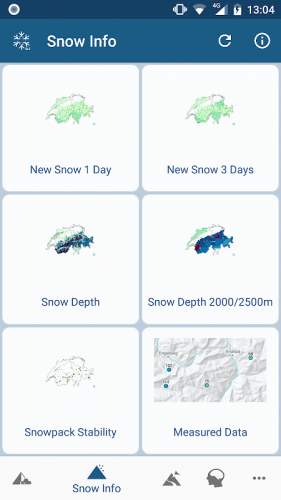 4G 13:04
Snow Info
New Snow 1 Day
New Snow 3 Days
Snow Depth
Snow Depth 2000/2500m
Snowpack Stability
Measured Data
Snow Info